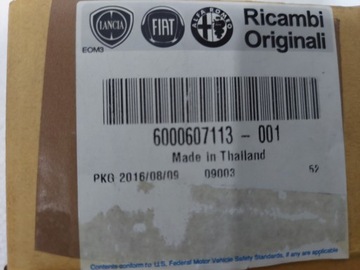 LANCIA FIAT ALFA ROMEO Ricambi
Originali
EOM3
6000607113 - 001
Made in Thailand
PKG 2016/08/09 09003 52
Contents conform to U.S. Federal Motor Vehicle Safety Standards, if any are applicable